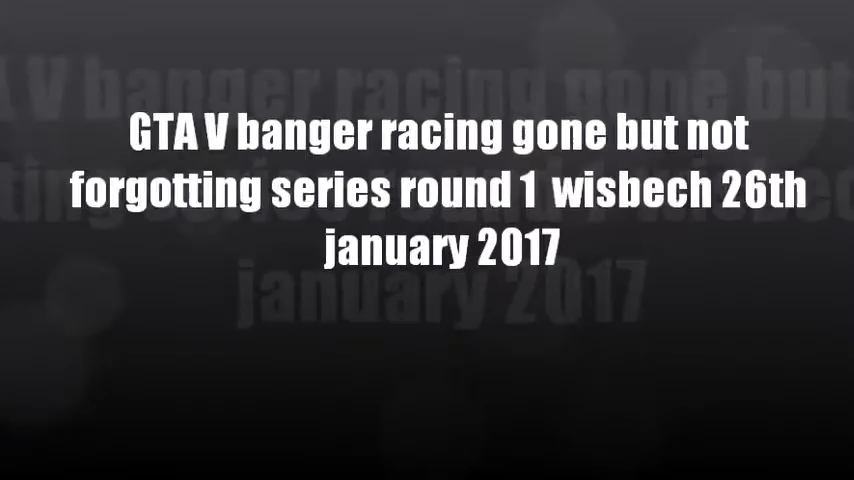 GTA V banger racing gone but not
forgotting series round 1 wisbech 26th
january 2017